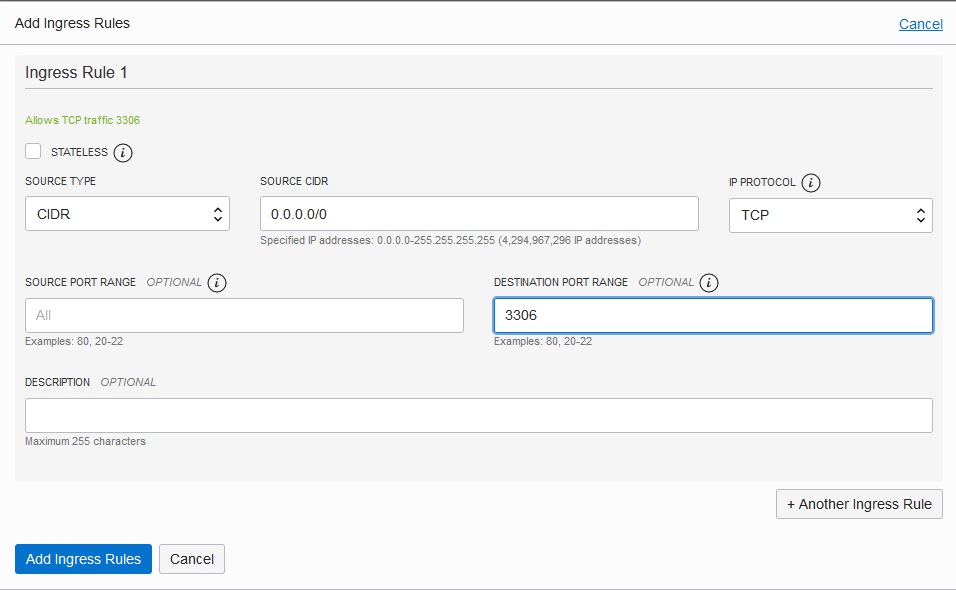 Add Ingress Rules
Cancel
Ingress Rule 1
Allows TCP traffic 3306
STATELESS i
SOURCE TYPE
SOURCE CIDR
IP PROTOCOL i
CIDR
0.0.0.0/0
TCP
Specified IP addresses: 0.0.0.0-255.255.255.255 (4,294,967,296 IP addresses)
SOURCE PORT RANGE OPTIONAL i
DESTINATION PORT RANGE OPTIONAL i
All
3306
Examples: 80, 20-22
Examples: 80, 20-22
DESCRIPTION OPTIONAL
Maximum 255 characters
+ Another Ingress Rule
Add Ingress Rules
Cancel